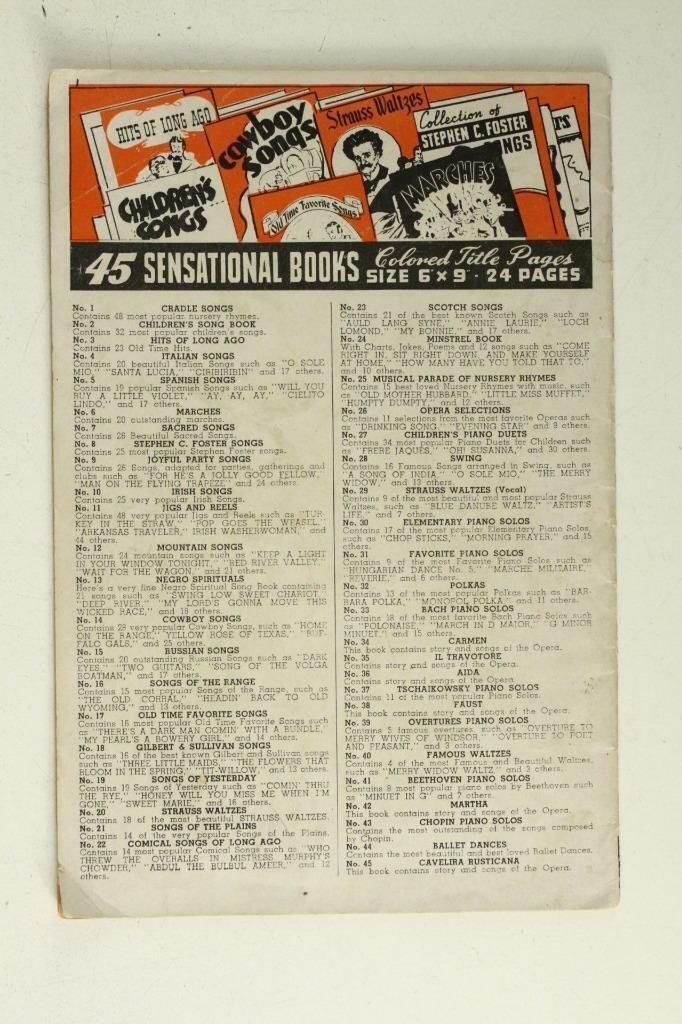 HITS OF LONG AGO
COWBOY SONGS
Strauss Waltzes
Collection of
STEPHEN C. FOSTER
NGS
CHILDREN'S
SONGS
Old Time Favorite Songs
MARCHES
45 SENSATIONAL BOOKS Colored Title Pages
SIZE 6 x 9 - 24 PAGES
No. 1 CRADLE SONGS
Contains 48 most popular nursery rhymes.
No. 2 CHILDREN'S SONG BOOK
Contains 32 most popular children's songs.
No. 3 HITS OF LONG AGO
Contains 23 Old Time Hits.
No. 4 ITALIAN SONGS
Contains 20 beautiful Italian Songs such as "O SOLE
MIO," "SANTA LUCIA," "CIRIBIRIBIN" and 17 others.
No. 5 SPANISH SONGS
Contains 19 popular Spanish Songs such as "WILL YOU
BUY A LITTLE VIOLET," "AY, AY, AY," "CIELITO
LINDO," and 17 others.
No. 6 MARCHES
Contains 20 outstanding marches.
No. 7 SACRED SONGS
Contains 26 Beautiful Sacred Songs.
No. 8 STEPHEN C. FOSTER SONGS
Contains 25 most popular Stephen Foster songs.
No. 9 JOYFUL PARTY SONGS
Contains 26 Songs, adapted for parties, gatherings and
clubs such as "FOR HE'S A JOLLY GOOD FELLOW,"
"MAN ON THE FLYING TRAPEZE" and 24 others.
No. 10 IRISH SONGS
Contains 25 very popular Irish Songs.
No. 11 JIGS AND REELS
Contains 48 very popular Jigs and Reels such as "TUR-
KEY IN THE STRAW," "POP GOES THE WEASEL,"
"ARKANSAS TRAVELER," IRISH WASHERWOMAN," and
44 others.
No. 12 MOUNTAIN SONGS
Contains 24 mountain songs such as "KEEP A LIGHT
IN YOUR WINDOW TONIGHT," "RED RIVER VALLEY,"
"WAIT FOR THE WAGON," and 21 others.
No. 13 NEGRO SPIRITUALS
Here's a very fine Negro Spiritual Song Book containing
21 songs such as "SWING LOW SWEET CHARIOT,"
"DEEP RIVER," "MY LORD'S GONNA MOVE THIS
WICKED RACE," and 18 others.
No. 14 COWBOY SONGS
Contains 28 very popular Cowboy Songs, such as "HOME
ON THE RANGE," YELLOW ROSE OF TEXAS," "BUF-
FALO GALS," and 25 others.
No. 15 RUSSIAN SONGS
Contains 20 outstanding Russian Songs such as "DARK
EYES," "TWO GUITARS," "SONG OF THE VOLGA
BOATMAN," and 17 others.
No. 16 SONGS OF THE RANGE
Contains 15 most popular Songs of the Range, such as
"THE OLD CORRAL," "HEADIN' BACK TO OLD
WYOMING," and 13 others.
No. 17 OLD TIME FAVORITE SONGS
Contains 16 most popular Old Time Favorite Songs such
as "THERE'S A DARK MAN COMIN' WITH A BUNDLE,"
"MY PEARL'S A BOWERY GIRL," and 14 others.
No. 18 GILBERT & SULLIVAN SONGS
Contains 16 of the best known Gilbert and Sullivan songs
such as "THREE LITTLE MAIDS," "THE FLOWERS THAT
BLOOM IN THE SPRING," "TIT-WILLOW," and 13 others.
No. 19 SONGS OF YESTERDAY
Contains 19 Songs of Yesterday such as "COMIN' THRU
THE RYE," "HONEY WILL YOU MISS ME WHEN I'M
GONE," "SWEET MARIE," and 16 others.
No. 20 STRAUSS WALTZES
Contains 18 of the most beautiful STRAUSS WALTZES.
No. 21 SONGS OF THE PLAINS
Contains 14 of the very popular Songs of the Plains.
No. 22 COMICAL SONGS OF LONG AGO
Contains 14 most popular Comical Songs such as "WHO
THREW THE OVERALLS IN MISTRESS MURPHY'S
CHOWDER," "ABDUL THE BULBUL AMEER," and 12
others.
No. 23 SCOTCH SONGS
Contains 21 of the best known Scotch Songs such as
"AULD LANG SYNE," "ANNIE LAURIE," "LOCH
LOMOND," "MY BONNIE," and 17 others.
No. 24 MINSTREL BOOK
With Charts, Jokes, Poems and 12 songs such as "COME
RIGHT IN, SIT RIGHT DOWN, AND MAKE YOURSELF
AT HOME," "HOW MANY HAVE YOU TOLD THAT TO," and
10 others.
No. 25 MUSICAL PARADE OF NURSERY RHYMES
Contains 15 best loved Nursery Rhymes with music, such
as "OLD MOTHER HUBBARD," "LITTLE MISS MUFFET,"
"HUMPTY DUMPTY," and 12 others.
No. 26 OPERA SELECTIONS
Contains 11 selections from the most favorite Operas such
as "DRINKING SONG," "EVENING STAR" and 9 others.
No. 27 CHILDREN'S PIANO DUETS
Contains 34 most popular Piano Duets for Children such
as "FRERE JAQUES," "OH! SUSANNA," and 30 others.
No. 28 SWING
Contains 16 Famous Songs arranged in Swing, such as
"A SONG OF INDIA," "O SOLE MIO," "THE MERRY
WIDOW," and 13 others.
No. 29 STRAUSS WALTZES (Vocal)
Contains 9 of the most beautiful and most popular Strauss
Waltzes, such as "BLUE DANUBE WALTZ," "ARTIST'S
LIFE," and 7 others.
No. 30 ELEMENTARY PIANO SOLOS
Contains 17 of the most popular Elementary Piano Solos,
such as "CHOP STICKS," "MORNING PRAYER," and 15
others.
No. 31 FAVORITE PIANO SOLOS
Contains 9 of the most Favorite Piano Solos such as
"HUNGARIAN DANCE, No. 5," "MARCHE MILITAIRE,"
"REVERIE," and 6 others.
No. 32 POLKAS
Contains 13 of the most popular Polkas such as "BAR-
BARA POLKA," "MONOPOL POLKA" and 11 others.
No. 33 BACH PIANO SOLOS
Contains 18 of the most favorite Bach Piano Solos such
as "POLONAISE," "MARCH IN D MAJOR," "G MINOR
MINUET," and 15 others.
No. 34 CARMEN
This book contains story and songs of the Opera.
No. 35 IL TRAVOTORE
Contains story and songs of the Opera.
No. 36 AIDA
Contains story and songs of the Opera.
No. 37 TSCHAIKOWSKY PIANO SOLOS
Contains 11 of the most popular Piano Solos.
No. 38 FAUST
This book contains story and songs of the Opera.
No. 59 OVERTURES PIANO SOLOS
Contains 5 famous overtures, such as "OVERTURE TO
MERRY WIVES OF WINDSOR," "OVERTURE TO POET
AND PEASANT," and 3 others.
No. 40 FAMOUS WALTZES
Contains 4 of the most Famous and Beautiful Waltzes,
such as "MERRY WIDOW WALTZ," and 3 others.
No. 41 BEETHOVEN PIANO SOLOS
Contains 8 most popular piano solos by Beethoven such
as "MINUET IN G" and 7 others.
No. 42 MARTHA
This book contains story and songs of the Opera.
No. 43 CHOPIN PIANO SOLOS
Contains the most outstanding of the songs composed
by Chopin.
No. 44 BALLET DANCES
Contains the most beautiful and best loved Ballet Dances.
No. 45 CAVELIRA RUSTICANA
This book contains story and songs of the Opera.